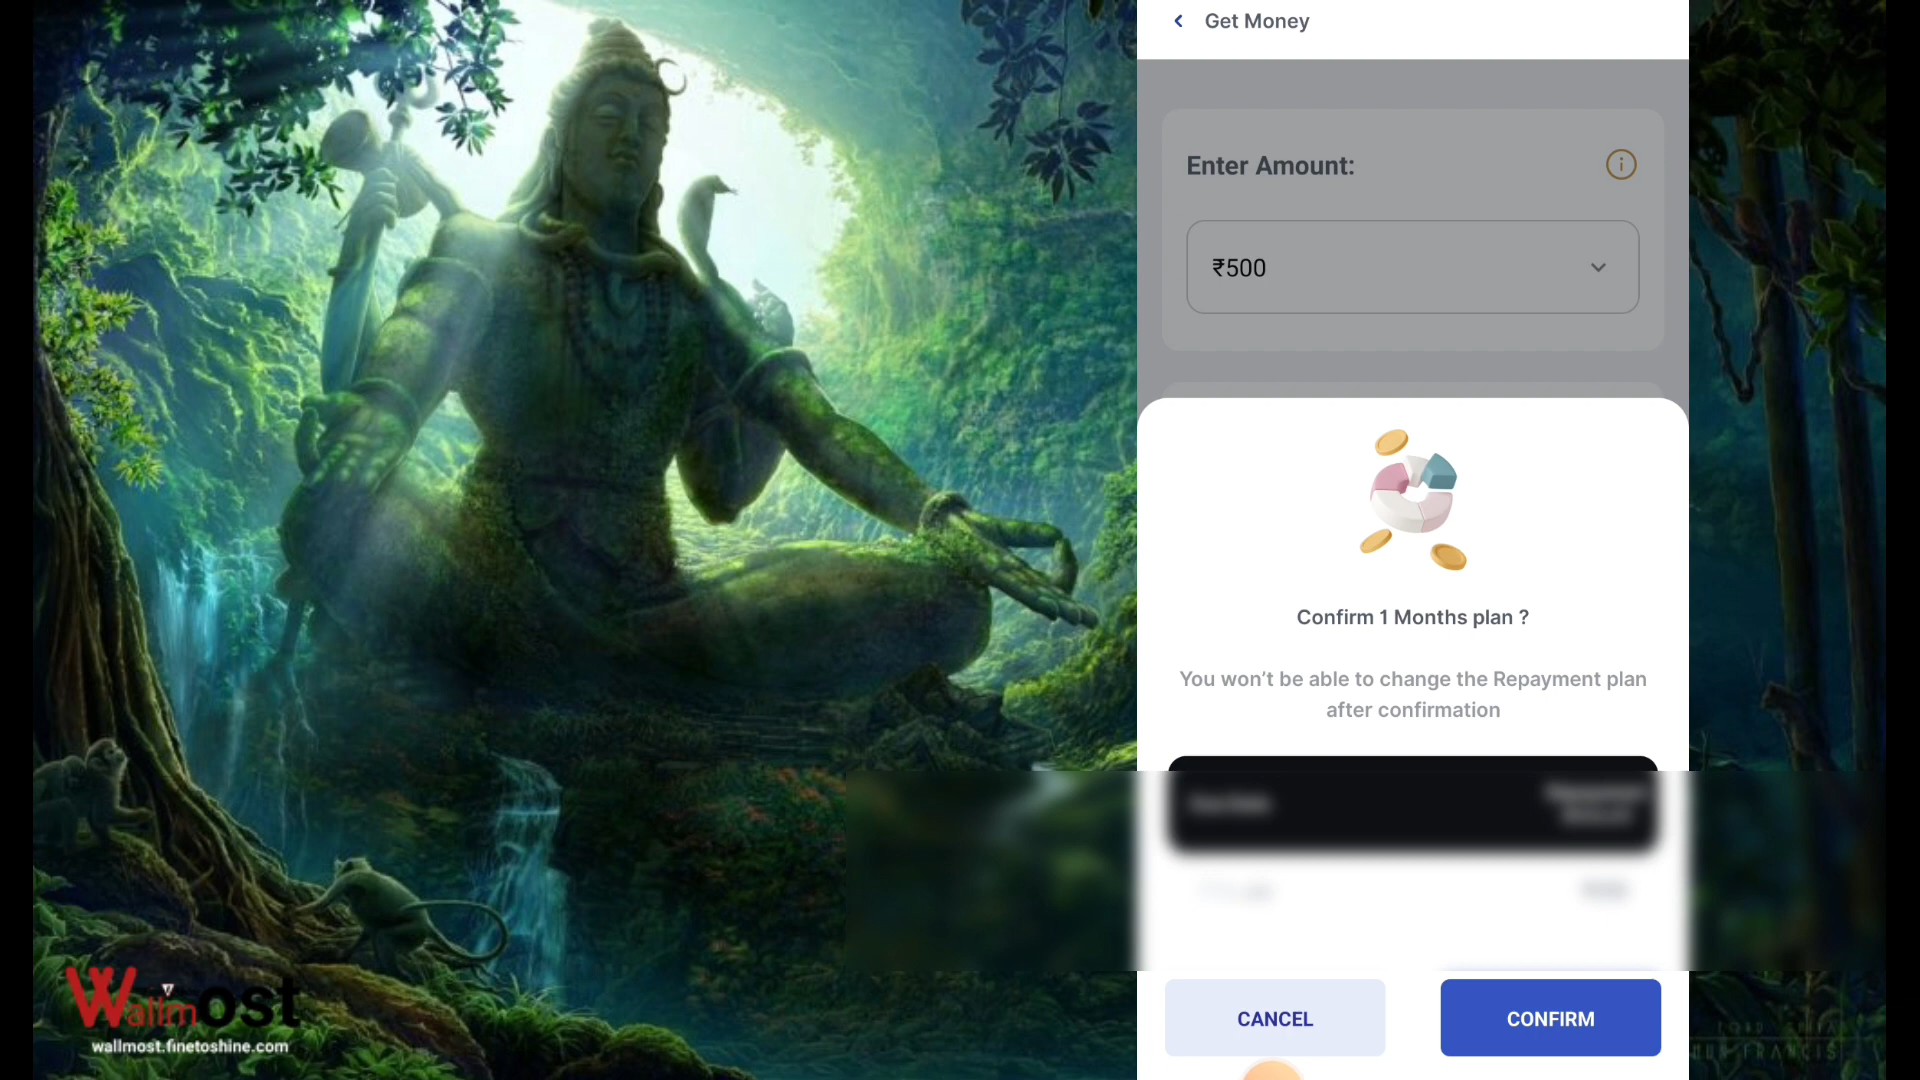 Get Money
Enter Amount:
₹500
Confirm 1 Months plan ?
You won’t be able to change the Repayment plan
after confirmation
CANCEL
CONFIRM
Wallmost
wallmost.finetoshine.com